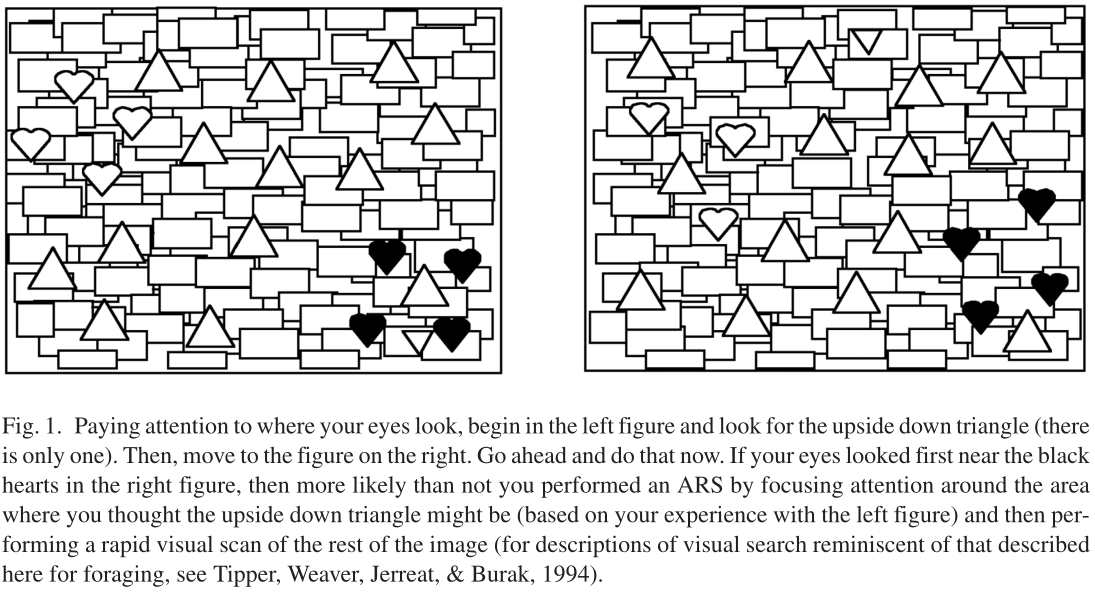 Fig. 1. Paying attention to where your eyes look, begin in the left figure and look for the upside down triangle (there
is only one). Then, move to the figure on the right. Go ahead and do that now. If your eyes looked first near the black
hearts in the right figure, then more likely than not you performed an ARS by focusing attention around the area
where you thought the upside down triangle might be (based on your experience with the left figure) and then per-
forming a rapid visual scan of the rest of the image (for descriptions of visual search reminiscent of that described
here for foraging, see Tipper, Weaver, Jerreat, & Burak, 1994).